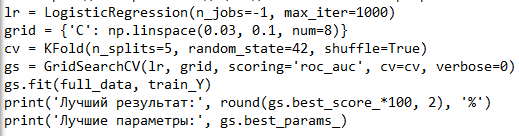 lr = LogisticRegression(n_jobs=-1, max_iter=1000)
grid = {'C': np.linspace(0.03, 0.1, num=8)}
cv = KFold(n_splits=5, random_state=42, shuffle=True)
gs = GridSearchCV(lr, grid, scoring='roc_auc', cv=cv, verbose=0)
gs.fit(full_data, train_Y)
print('Лучший результат:', round(gs.best_score_*100, 2), '%')
print('Лучшие параметры:', gs.best_params_)